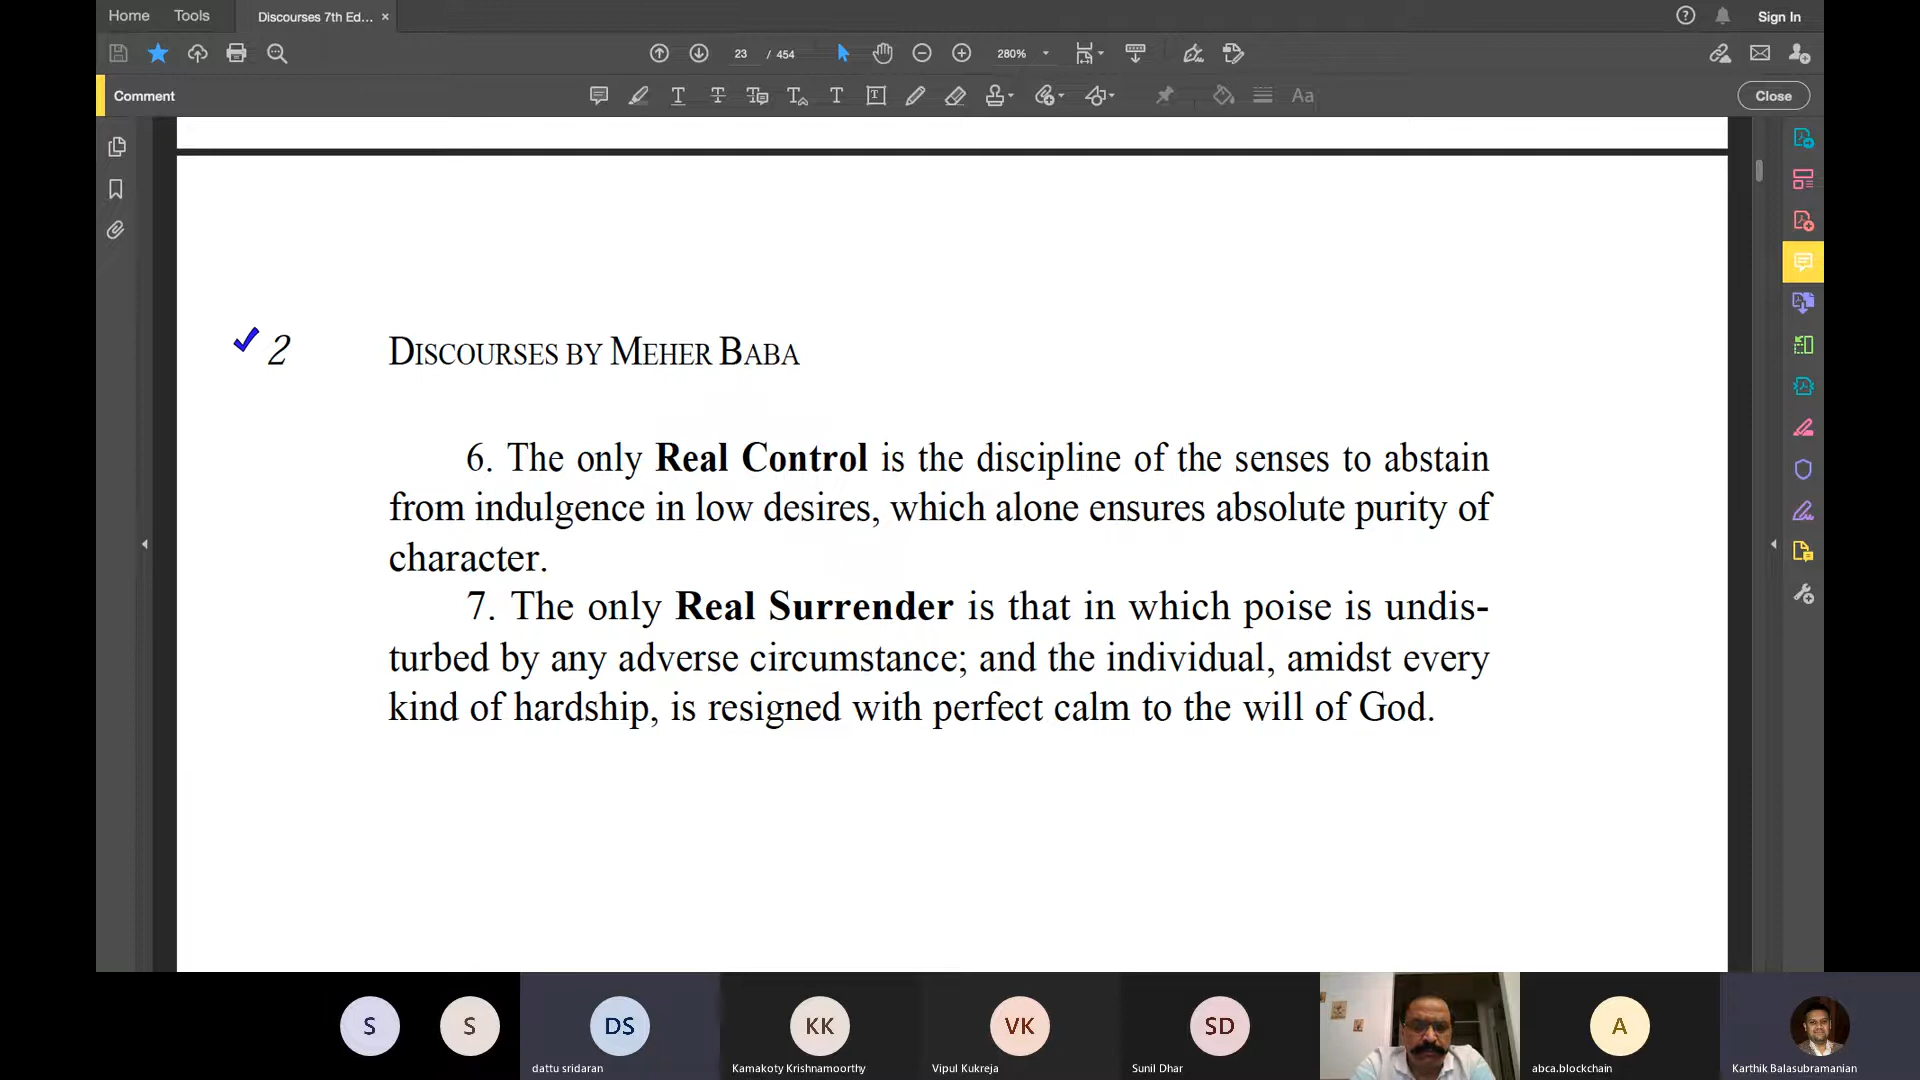 Home
Tools
Discourses 7th Ed... ×
Sign In
23 / 454
280%
Comment
Aa
Close
2 DISCOURSES BY MEHER BABA
6. The only Real Control is the discipline of the senses to abstain
from indulgence in low desires, which alone ensures absolute purity of
character.
7. The only Real Surrender is that in which poise is undis-
turbed by any adverse circumstance; and the individual, amidst every
kind of hardship, is resigned with perfect calm to the will of God.
S
S
DS
KK
VK
SD
A
dattu sridaran
Kamakoty Krishnamoorthy
Vipul Kukreja
Sunil Dhar
abca.blockchain
Karthik Balasubramanian